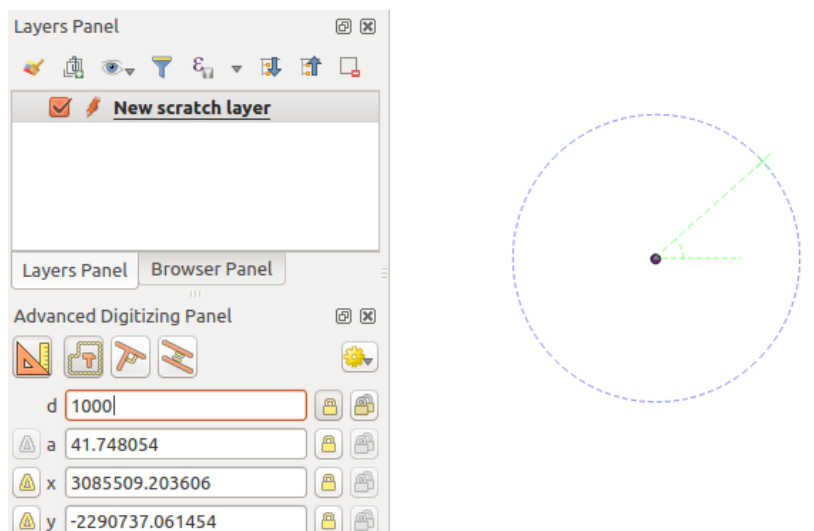 Layers Panel
New scratch layer
Layers Panel Browser Panel
Advanced Digitizing Panel
d 1000
a 41.748054
x 3085509.203606
y -2290737.061454